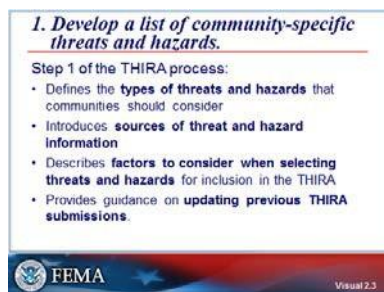 1. Develop a list of community-specific
threats and hazards.
Step 1 of the THIRA process:
• Defines the types of threats and hazards that
communities should consider
• Introduces sources of threat and hazard
information
• Describes factors to consider when selecting
threats and hazards for inclusion in the THIRA
• Provides guidance on updating previous THIRA
submissions.
FEMA
Visual 2.3